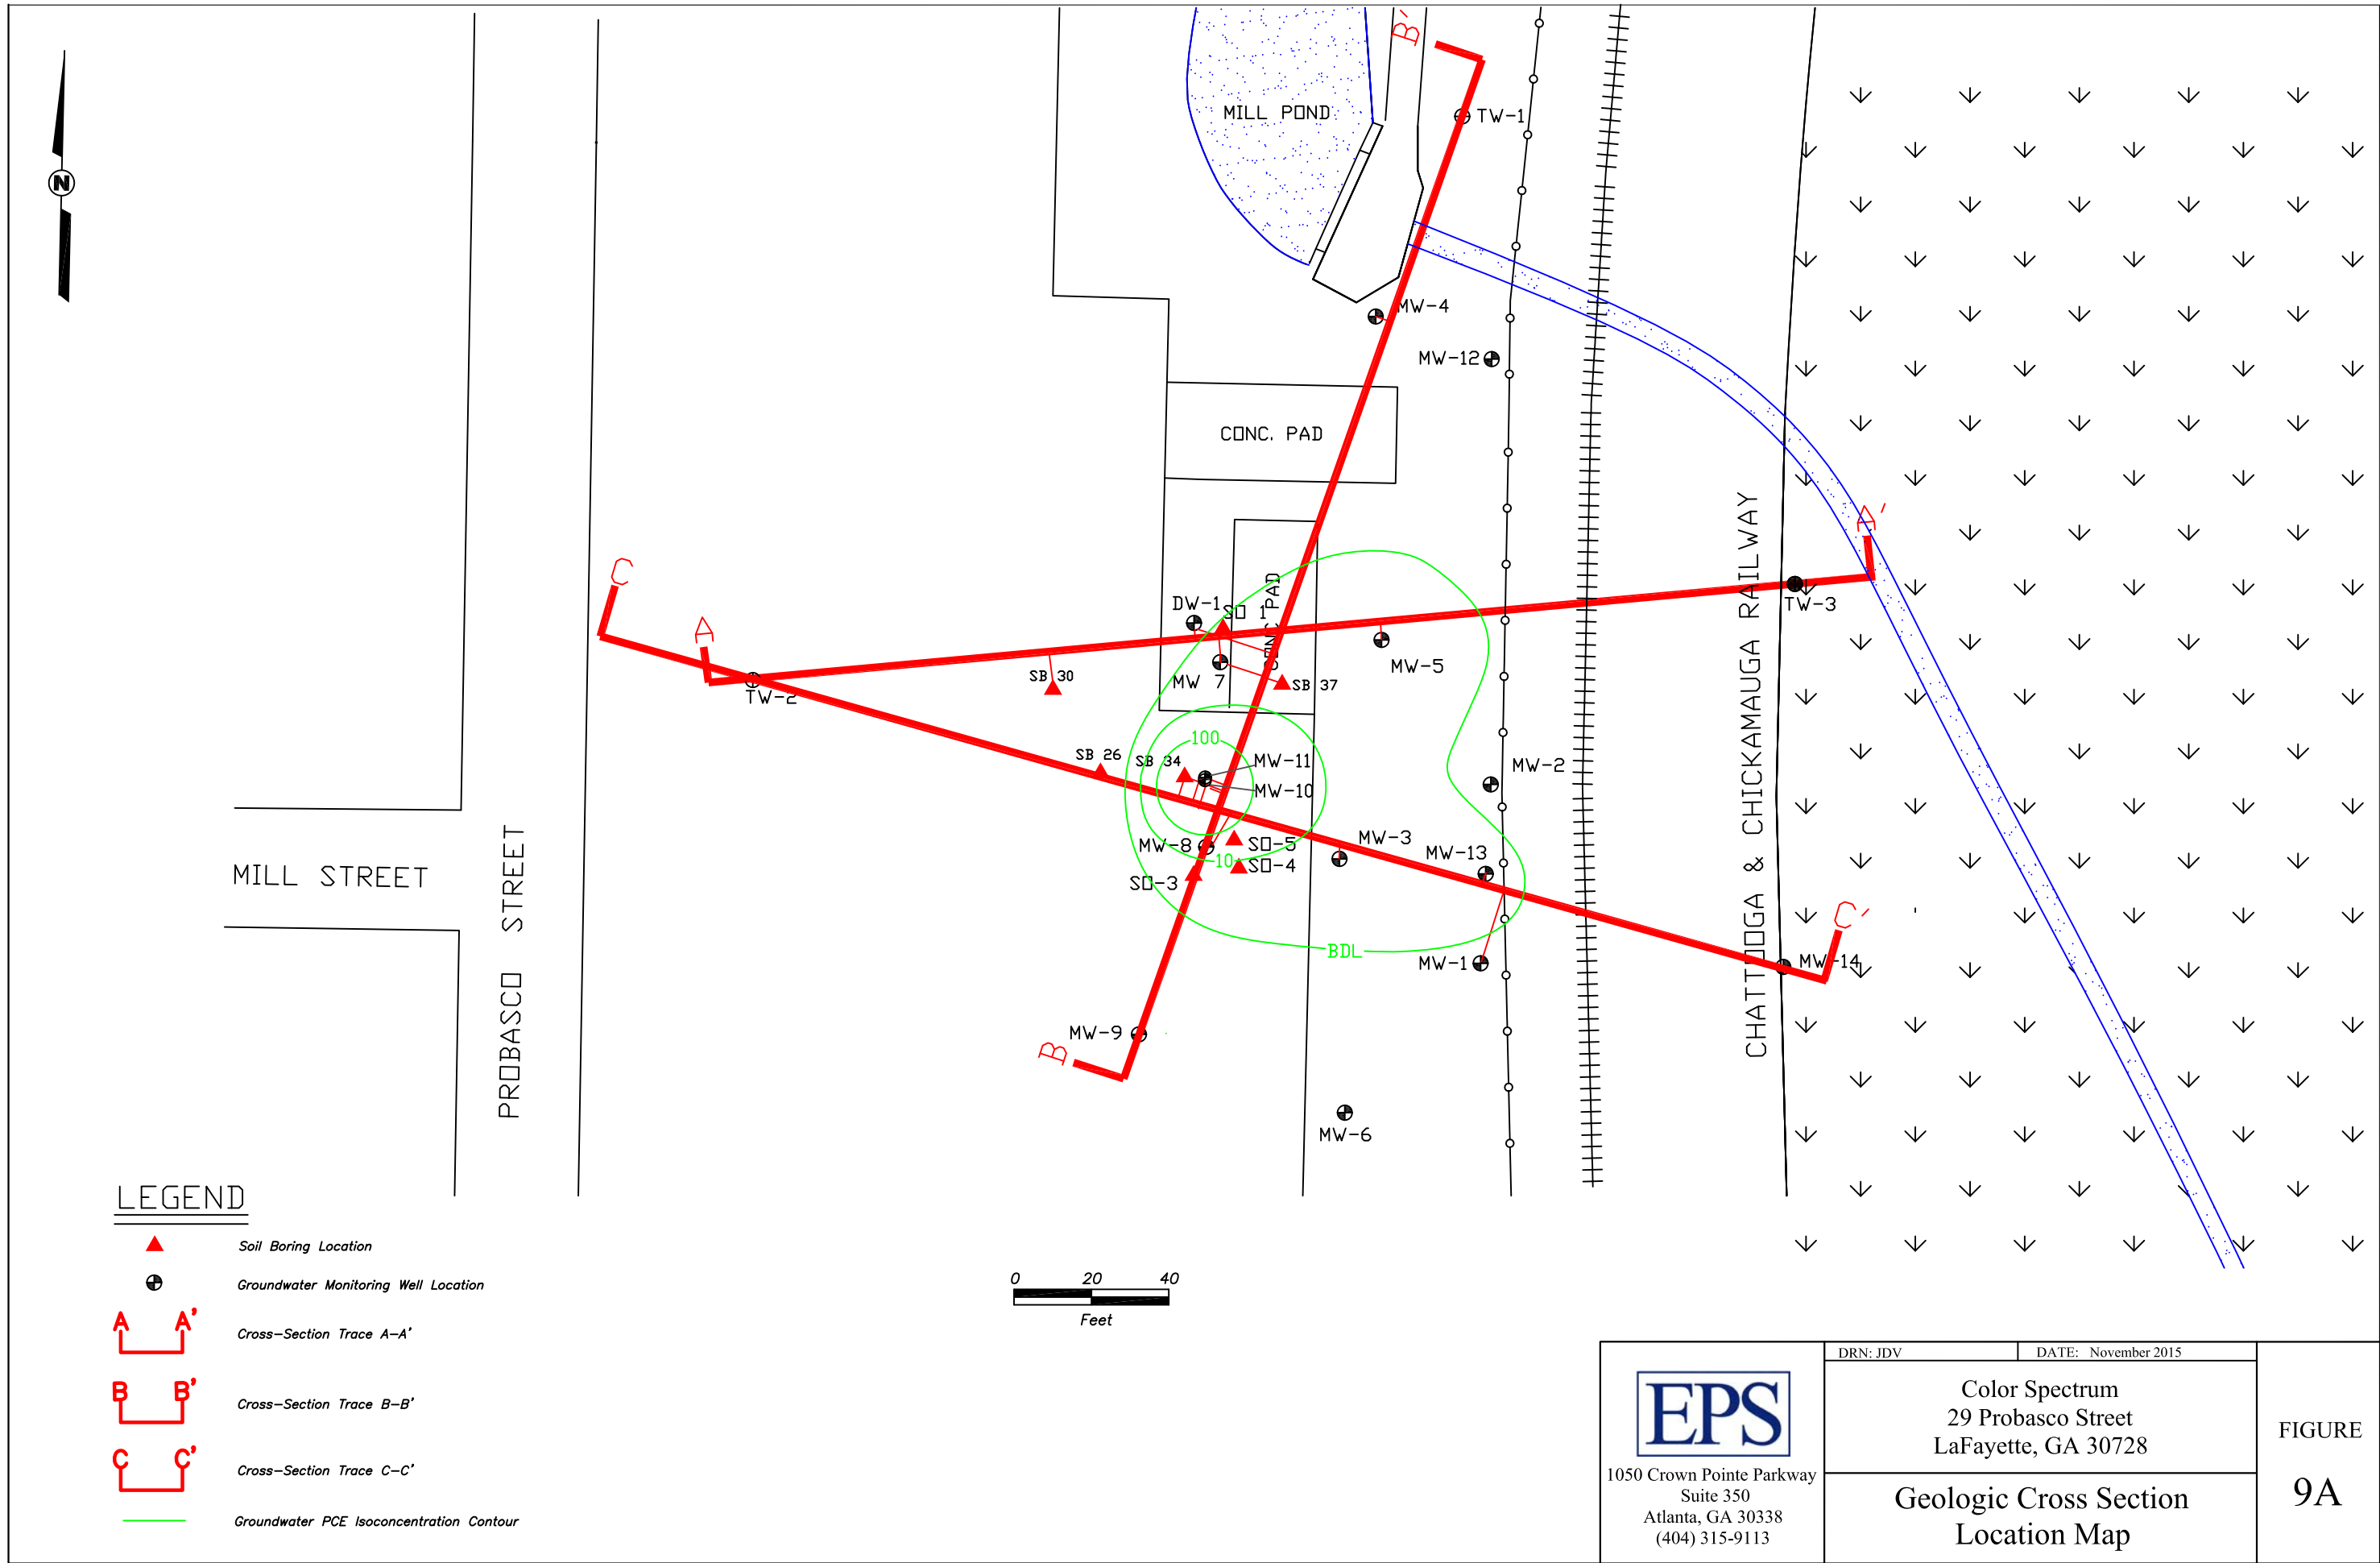 B'
MILL POND
TW-1
N
MW-4
MW-12
CONC. PAD
CHATTOOGA & CHICKAMAUGA RAILWAY
A'
C
A
DW-1
SO 1
CONC. PAD
TW-3
MW-5
SB 30
MW 7
SB 37
TW-2
100
SB 26
SB 34
MW-11
MW-10
MW-2
MW-8
SO-5
MW-3
MW-13
10
SO-4
SO-3
MILL STREET
PROBASCO STREET
C'
BDL
MW-1
MW-14
MW-9
B
MW-6
LEGEND
Soil Boring Location
Groundwater Monitoring Well Location
A A'
Cross-Section Trace A-A'
B B'
Cross-Section Trace B-B'
C C'
Cross-Section Trace C-C'
Groundwater PCE Isoconcentration Contour
0 20 40
Feet
EPS
1050 Crown Pointe Parkway
Suite 350
Atlanta, GA 30338
(404) 315-9113
DRN: JDV
DATE: November 2015
Color Spectrum
29 Probasco Street
LaFayette, GA 30728
Geologic Cross Section
Location Map
FIGURE
9A